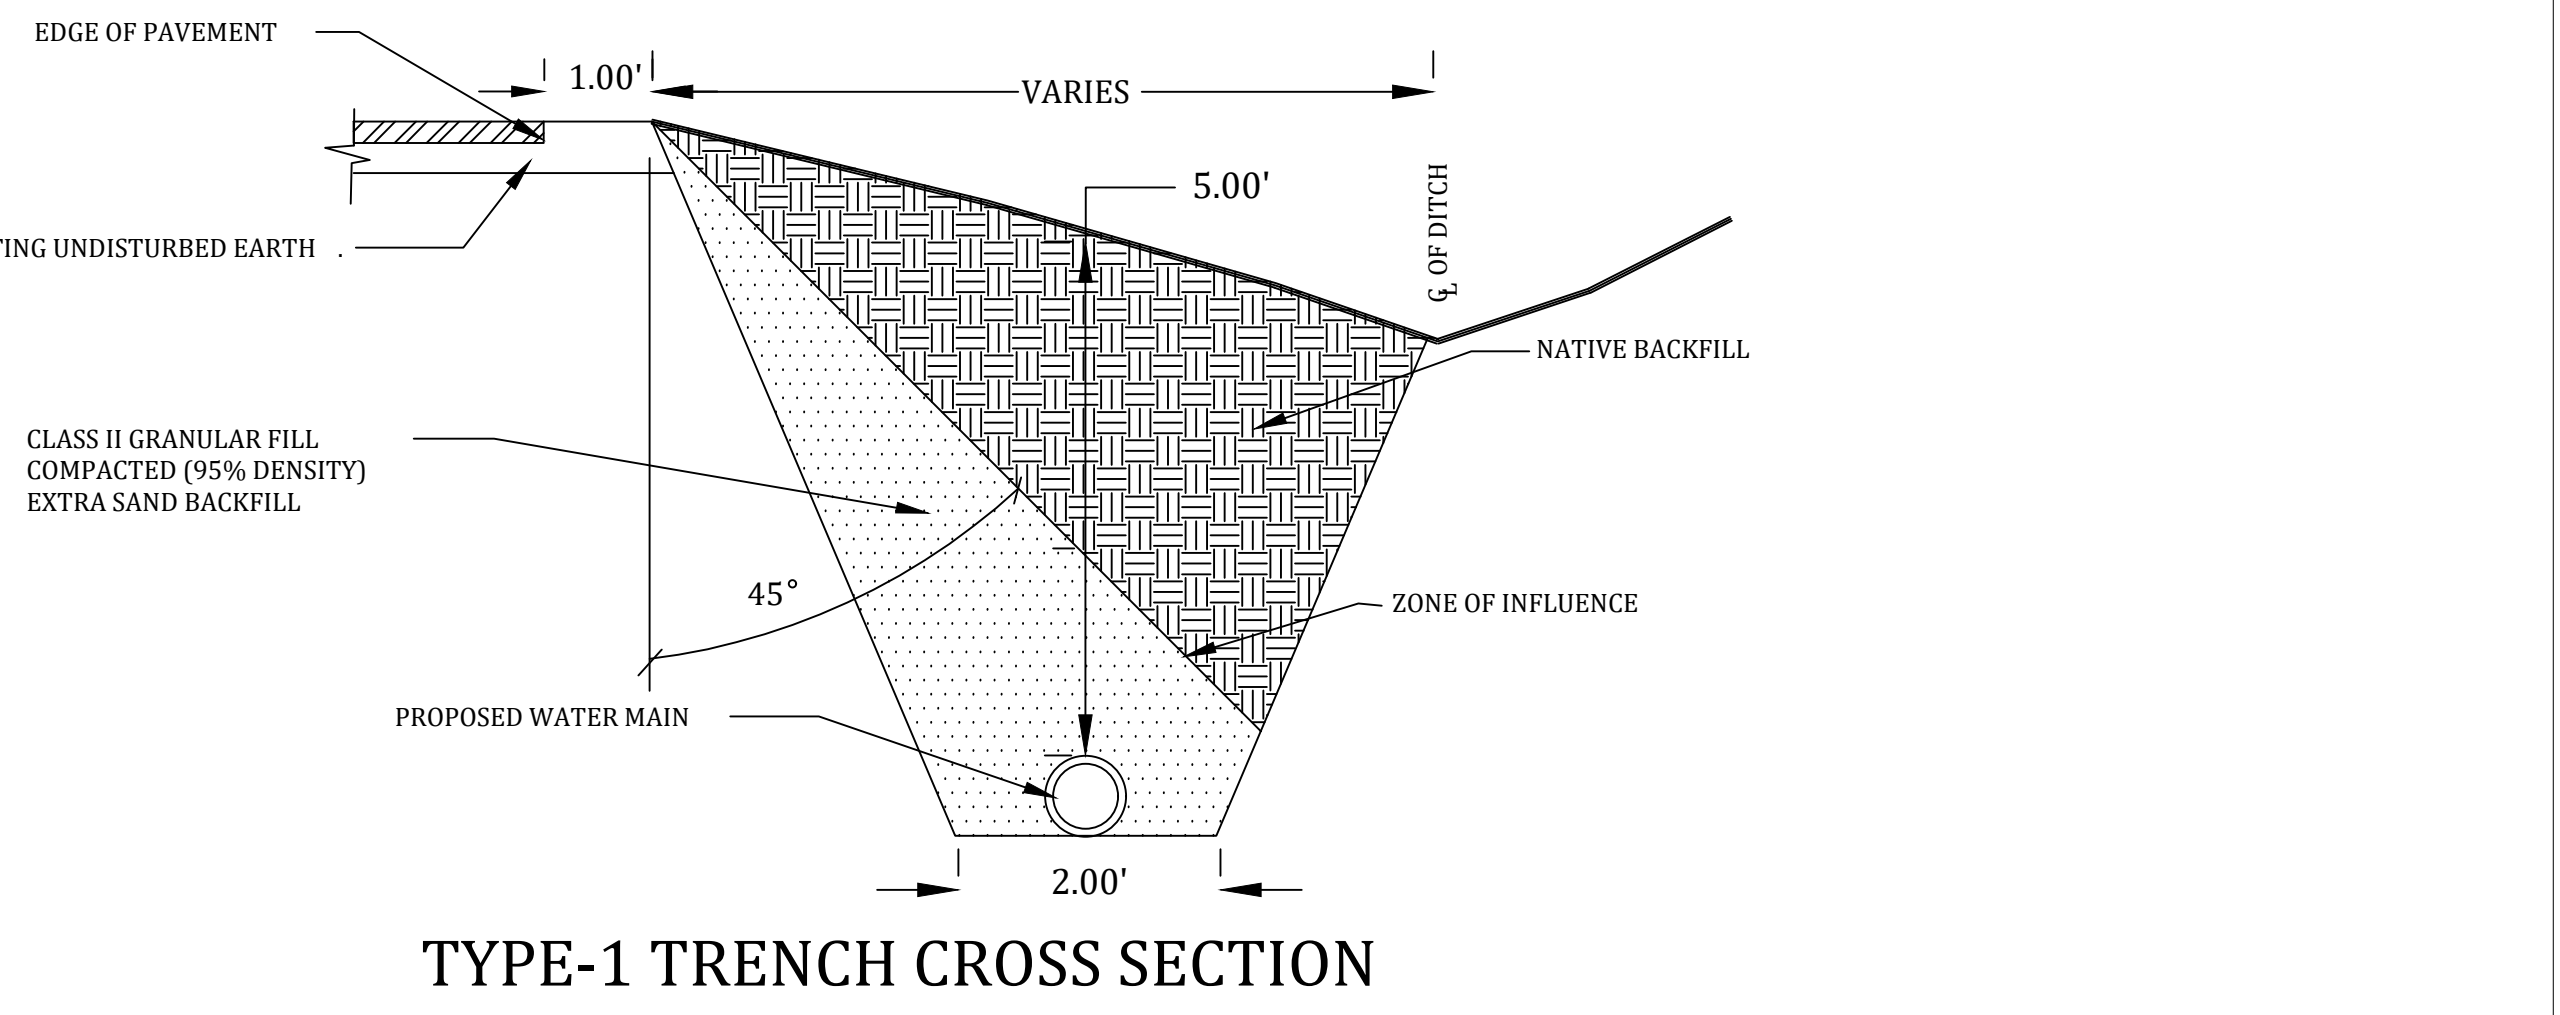 EDGE OF PAVEMENT
1.00'
VARIES
5.00'
℄ OF DITCH
TING UNDISTURBED EARTH .
NATIVE BACKFILL
CLASS II GRANULAR FILL
COMPACTED (95% DENSITY)
EXTRA SAND BACKFILL
45°
ZONE OF INFLUENCE
PROPOSED WATER MAIN
2.00'
TYPE-1 TRENCH CROSS SECTION